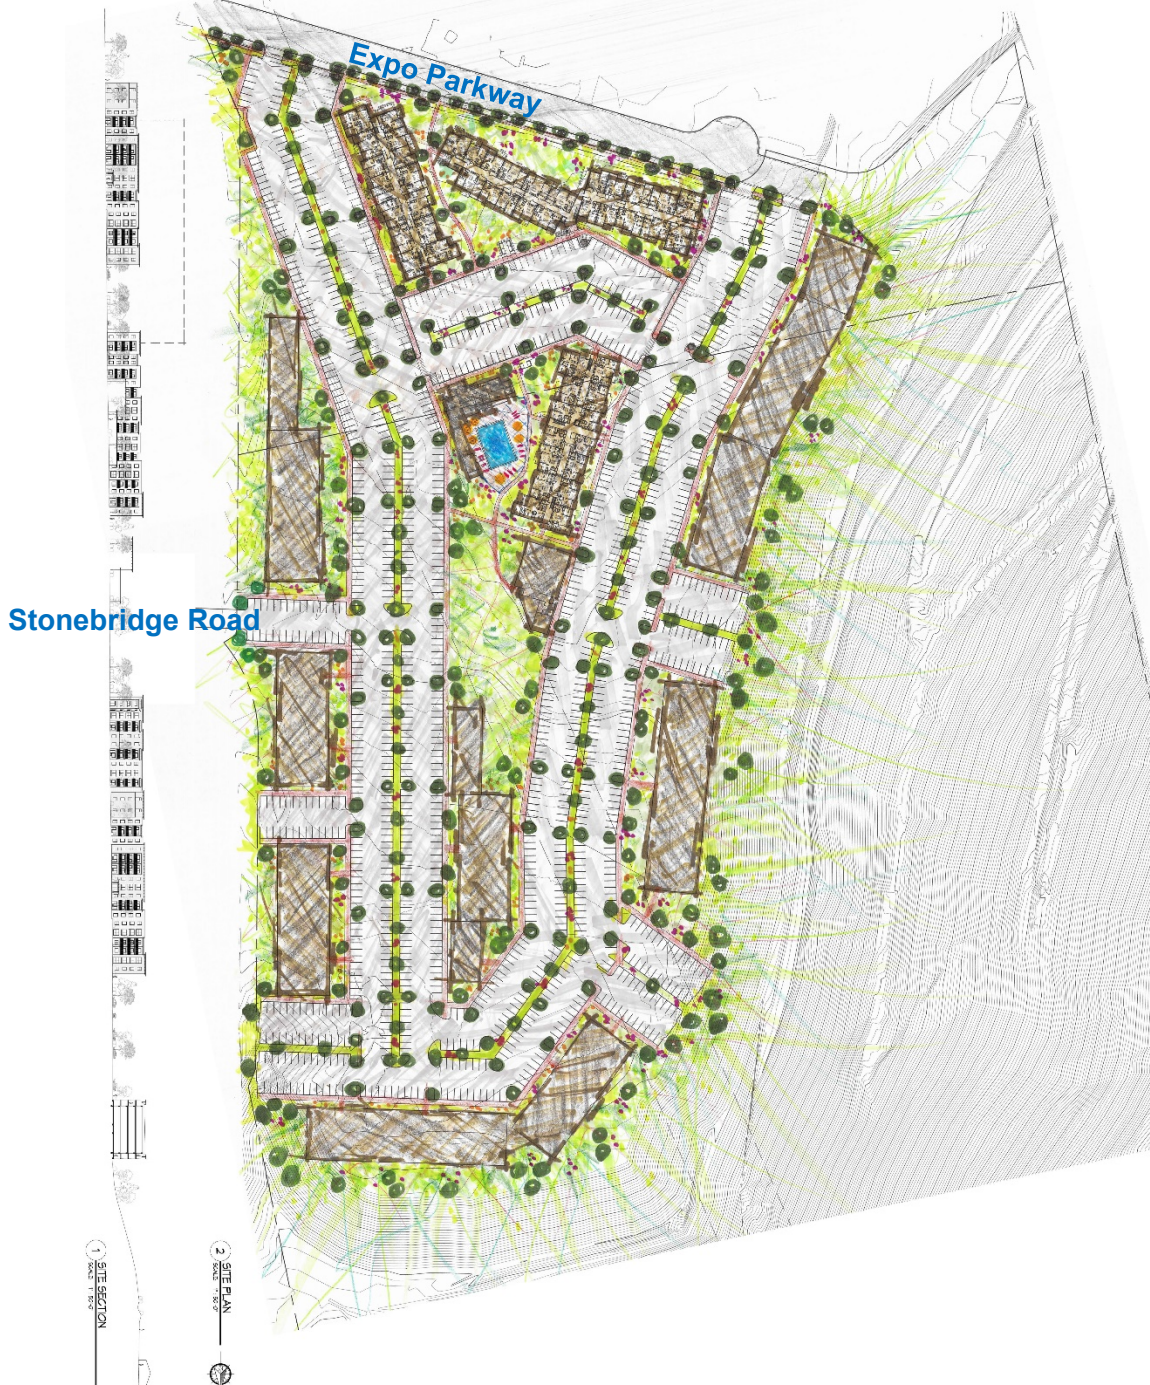 Expo Parkway
Stonebridge Road
2
SITE PLAN
1
SITE SECTION